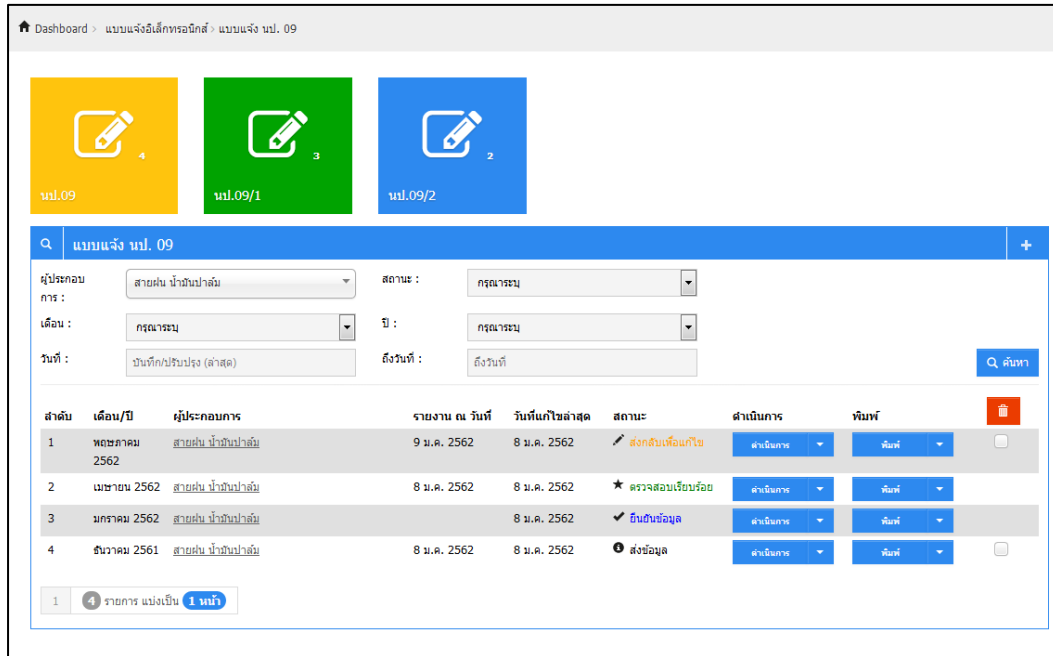 Dashboard > แบบแจ้งอิเล็กทรอนิกส์ > แบบแจ้ง นป. 09
4
3
2
นป.09
นป.09/1
นป.09/2
แบบแจ้ง นป. 09
ผู้ประกอบ
การ :
สายฝน น้ำมันปาล์ม
สถานะ :
กรุณาระบุ
เดือน :
กรุณาระบุ
ปี :
กรุณาระบุ
วันที่ :
บันทึก/ปรับปรุง (ล่าสุด)
ถึงวันที่ :
ถึงวันที่
ค้นหา
ลำดับ เดือน/ปี ผู้ประกอบการ รายงาน ณ วันที่ วันที่แก้ไขล่าสุด สถานะ ดำเนินการ พิมพ์
1 พฤษภาคม สายฝน น้ำมันปาล์ม 9 ม.ค. 2562 8 ม.ค. 2562 ส่งกลับเพื่อแก้ไข ดำเนินการ พิมพ์
2562
2 เมษายน 2562 สายฝน น้ำมันปาล์ม 8 ม.ค. 2562 8 ม.ค. 2562 ตรวจสอบเรียบร้อย ดำเนินการ พิมพ์
3 มกราคม 2562 สายฝน น้ำมันปาล์ม 8 ม.ค. 2562 ยืนยันข้อมูล ดำเนินการ พิมพ์
4 ธันวาคม 2561 สายฝน น้ำมันปาล์ม 8 ม.ค. 2562 8 ม.ค. 2562 ส่งข้อมูล ดำเนินการ พิมพ์
1 4 รายการ แบ่งเป็น 1 หน้า